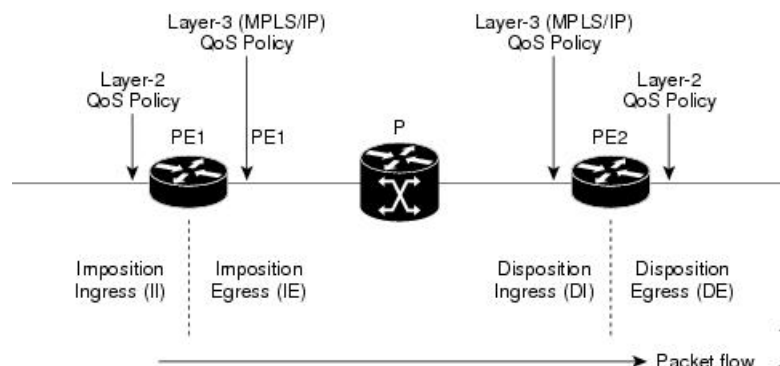 Layer-3 (MPLS/IP)
QoS Policy
Layer-3 (MPLS/IP)
QoS Policy
Layer-2
QoS Policy
Layer-2
QoS Policy
PE1
PE1
P
PE2
Imposition
Ingress (II)
Imposition
Egress (IE)
Disposition
Ingress (DI)
Disposition
Egress (DE)
Packet flow